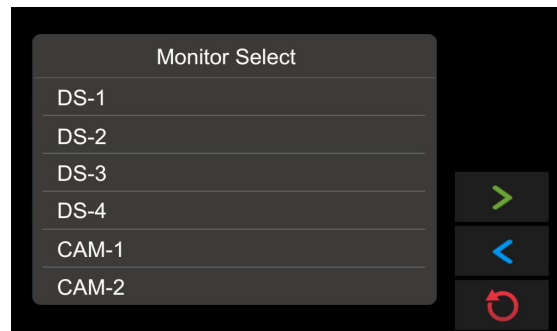 Monitor Select
DS-1
DS-2
DS-3
DS-4
CAM-1
CAM-2